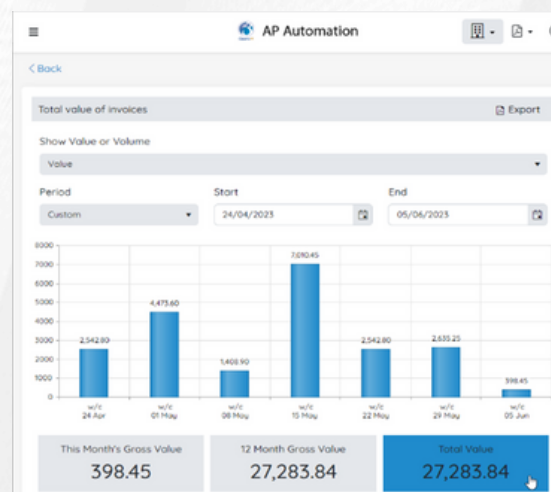 AP Automation
Back
Total value of invoices Export
Show Value or Volume
Value
Period Start End
Custom 24/04/2023 05/06/2023
8000
7000
6000
5000
4000
3000
2000
1000
0
2,542.80 4,473.60 1,408.90 2,542.80 2,635.25 398.45
w/c w/c w/c w/c w/c w/c w/c
24 Apr 01 May 08 May 15 May 22 May 29 May 05 Jun
This Month's Gross Value 12 Month Gross Value Total Value
398.45 27,283.84 27,283.84